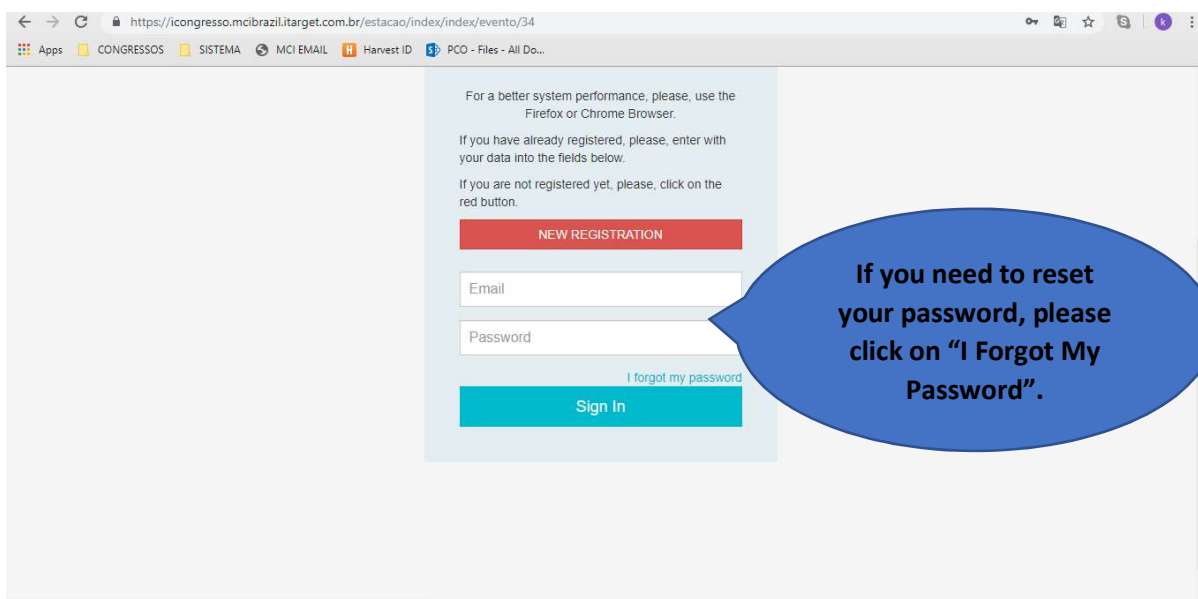 https://icongresso.mcibrazil.itarget.com.br/estacao/index/index/evento/34
k
Apps CONGRESSOS SISTEMA MCI EMAIL H Harvest ID S PCO - Files - All Do...
For a better system performance, please, use the
Firefox or Chrome Browser.
If you have already registered, please, enter with
your data into the fields below.
If you are not registered yet, please, click on the
red button.
NEW REGISTRATION
Email
Password
I forgot my password
Sign In
If you need to reset
your password, please
click on “I Forgot My
Password”.